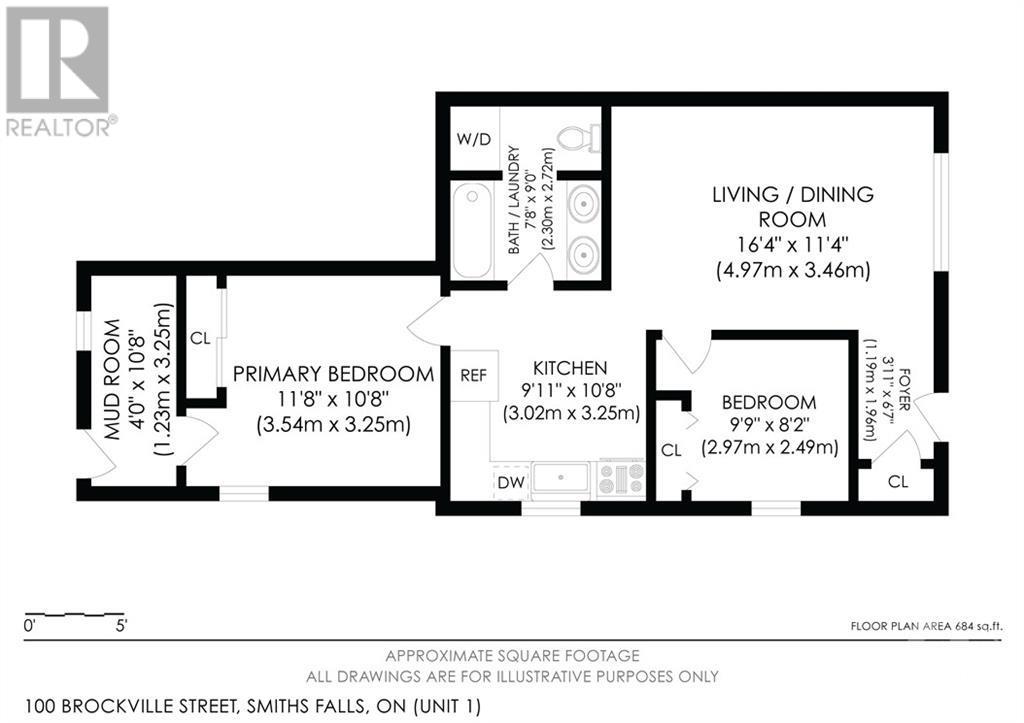 R
REALTOR®
W/D
BATH / LAUNDRY
7'8" x 9'0"
(2.30m x 2.72m)
LIVING / DINING
ROOM
16'4" x 11'4"
(4.97m x 3.46m)
MUD ROOM
4'0" x 10'8"
(1.23m x 3.25m)
CL
PRIMARY BEDROOM
11'8" x 10'8"
(3.54m x 3.25m)
REF
KITCHEN
9'11" x 10'8"
(3.02m x 3.25m)
DW
CL
BEDROOM
9'9" x 8'2"
(2.97m x 2.49m)
FOYER
3'11" x 6'7"
(1.19m x 1.96m)
CL
0' 5'
FLOOR PLAN AREA 684 sq.ft.
APPROXIMATE SQUARE FOOTAGE
ALL DRAWINGS ARE FOR ILLUSTRATIVE PURPOSES ONLY
100 BROCKVILLE STREET, SMITHS FALLS, ON (UNIT 1)